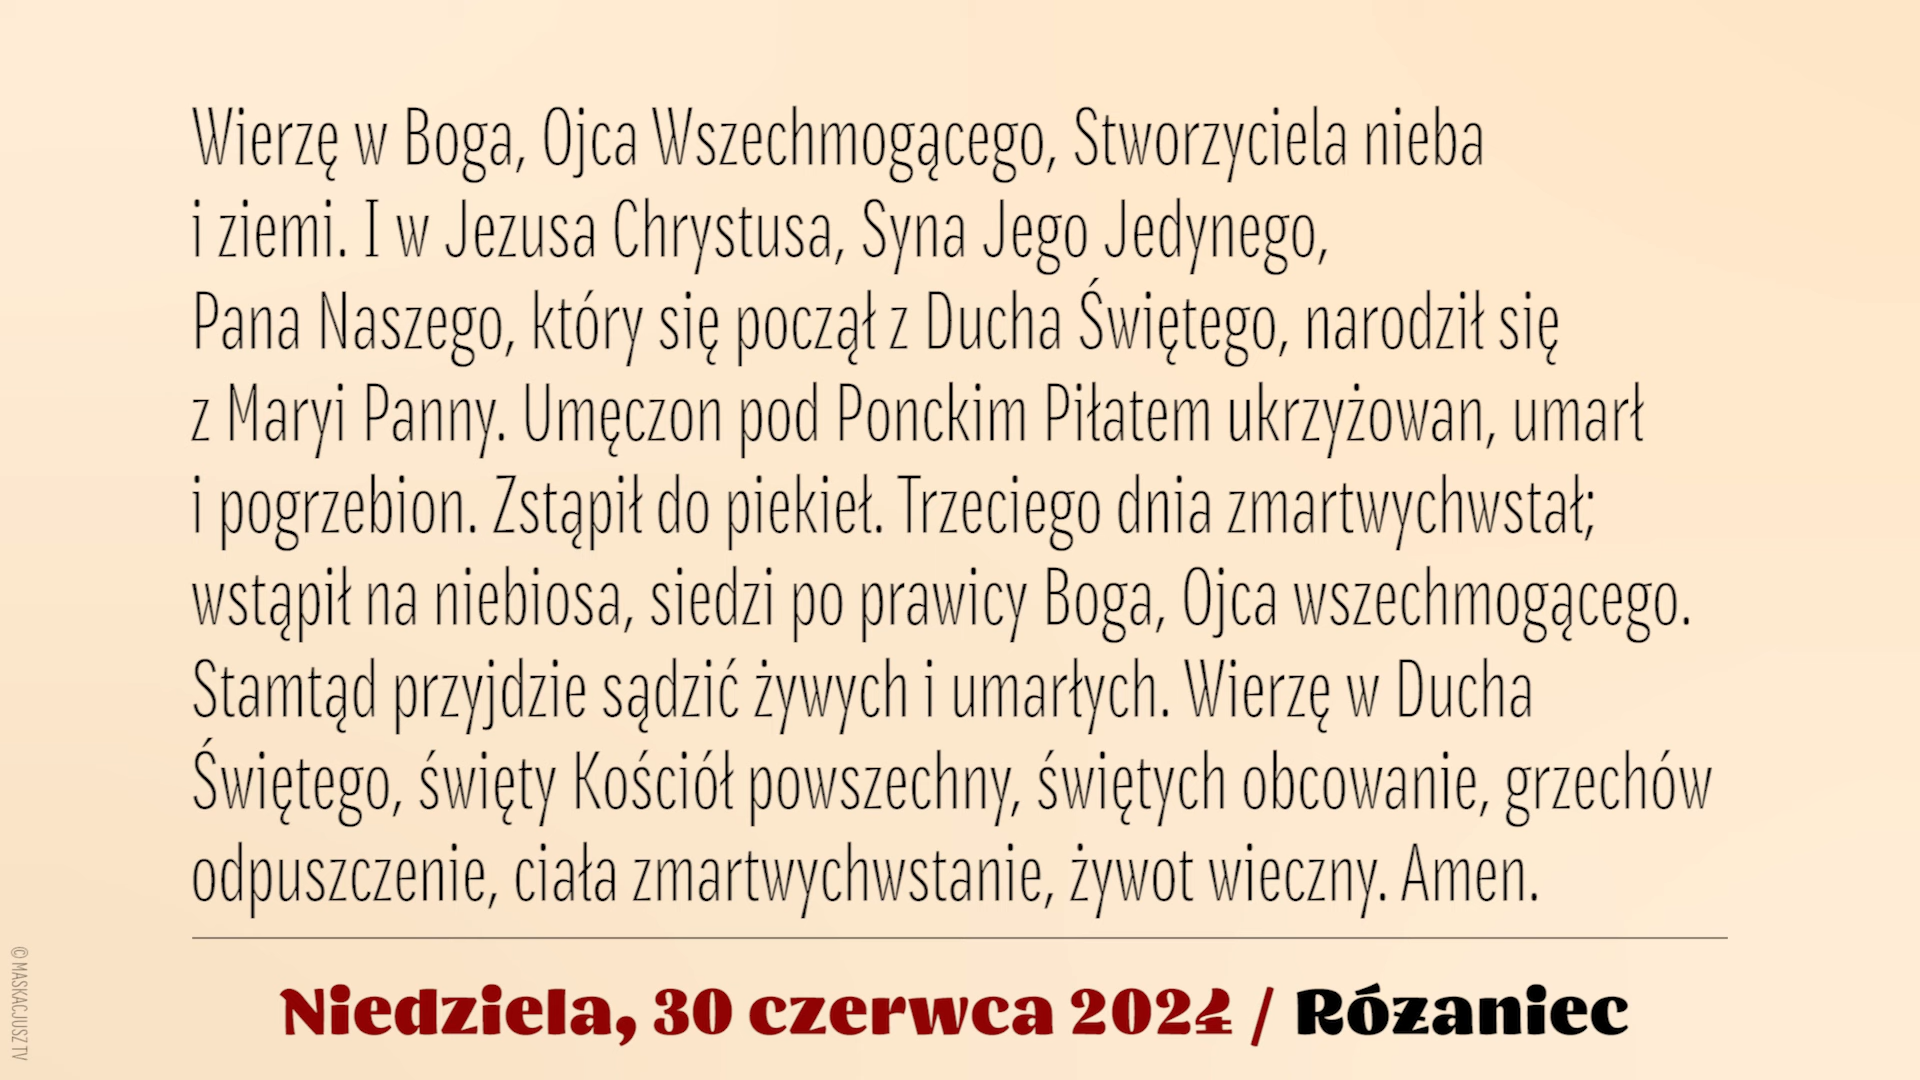 Wierzę w Boga, Ojca Wszechmogącego, Stworzyciela nieba
i ziemi. I w Jezusa Chrystusa, Syna Jego Jedynego,
Pana Naszego, który się począł z Ducha Świętego, narodził się
z Maryi Panny. Umęczon pod Ponckim Piłatem ukrzyżowan, umarł
i pogrzebion. Zstąpił do piekieł. Trzeciego dnia zmartwychwstał;
wstąpił na niebiosa, siedzi po prawicy Boga, Ojca wszechmogącego.
Stamtąd przyjdzie sądzić żywych i umarłych. Wierzę w Ducha
Świętego, święty Kościół powszechny, świętych obcowanie, grzechów
odpuszczenie, ciała zmartwychwstanie, żywot wieczny. Amen.
Niedziela, 30 czerwca 2024 / Różaniec
© MASKACJUSZ TV